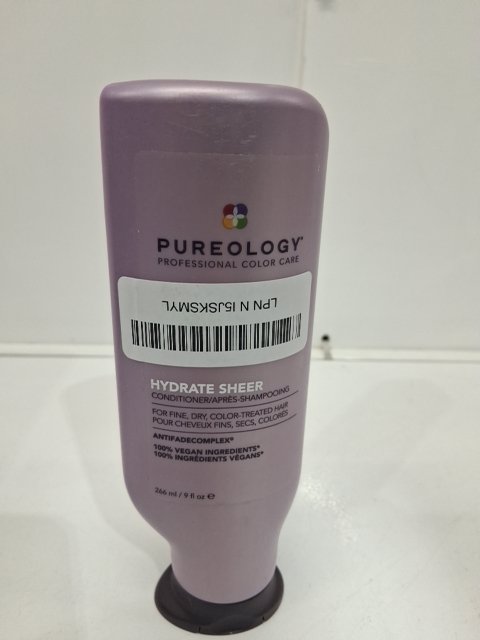 PUREOLOGY™
PROFESSIONAL COLOR CARE
LPN N I5JSKSMYL
HYDRATE SHEER
CONDITIONER/APRÈS-SHAMPOOING
FOR FINE, DRY, COLOR-TREATED HAIR
POUR CHEVEUX FINS, SECS, COLORÉS
ANTIFADECOMPLEX®
100% VEGAN INGREDIENTS*
100% INGRÉDIENTS VÉGANS*
266 ml / 9 fl oz ℮